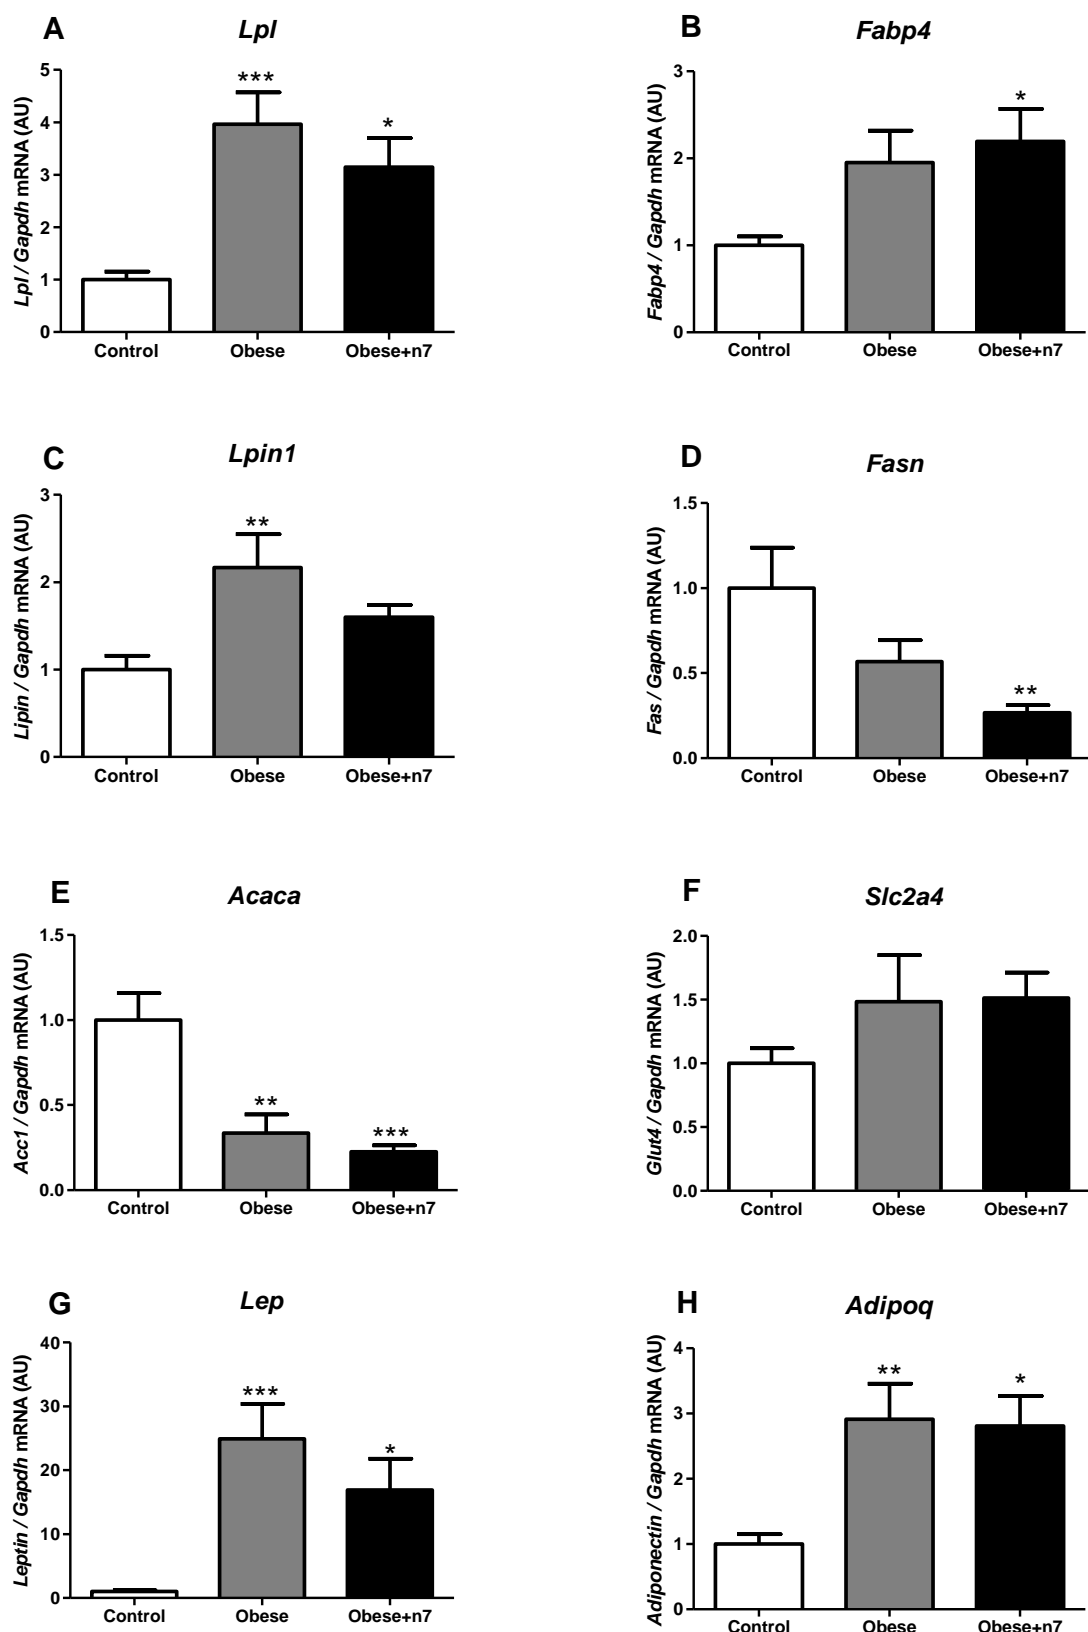 A
Lpl
Lpl / Gapdh mRNA (AU)
5
4
3
2
1
0
***
*
Control Obese Obese+n7
B
Fabp4
Fabp4 / Gapdh mRNA (AU)
3
2
1
0
*
Control Obese Obese+n7
C
Lpin1
Lipin / Gapdh mRNA (AU)
3
2
1
0
**
Control Obese Obese+n7
D
Fasn
Fas / Gapdh mRNA (AU)
1.5
1.0
0.5
0.0
**
Control Obese Obese+n7
E
Acaca
Acc1 / Gapdh mRNA (AU)
1.5
1.0
0.5
0.0
**
***
Control Obese Obese+n7
F
Slc2a4
Glut4 / Gapdh mRNA (AU)
2.0
1.5
1.0
0.5
0.0
Control Obese Obese+n7
G
Lep
Leptin / Gapdh mRNA (AU)
40
30
20
10
0
***
*
Control Obese Obese+n7
H
Adipoq
Adiponectin / Gapdh mRNA (AU)
4
3
2
1
0
**
*
Control Obese Obese+n7